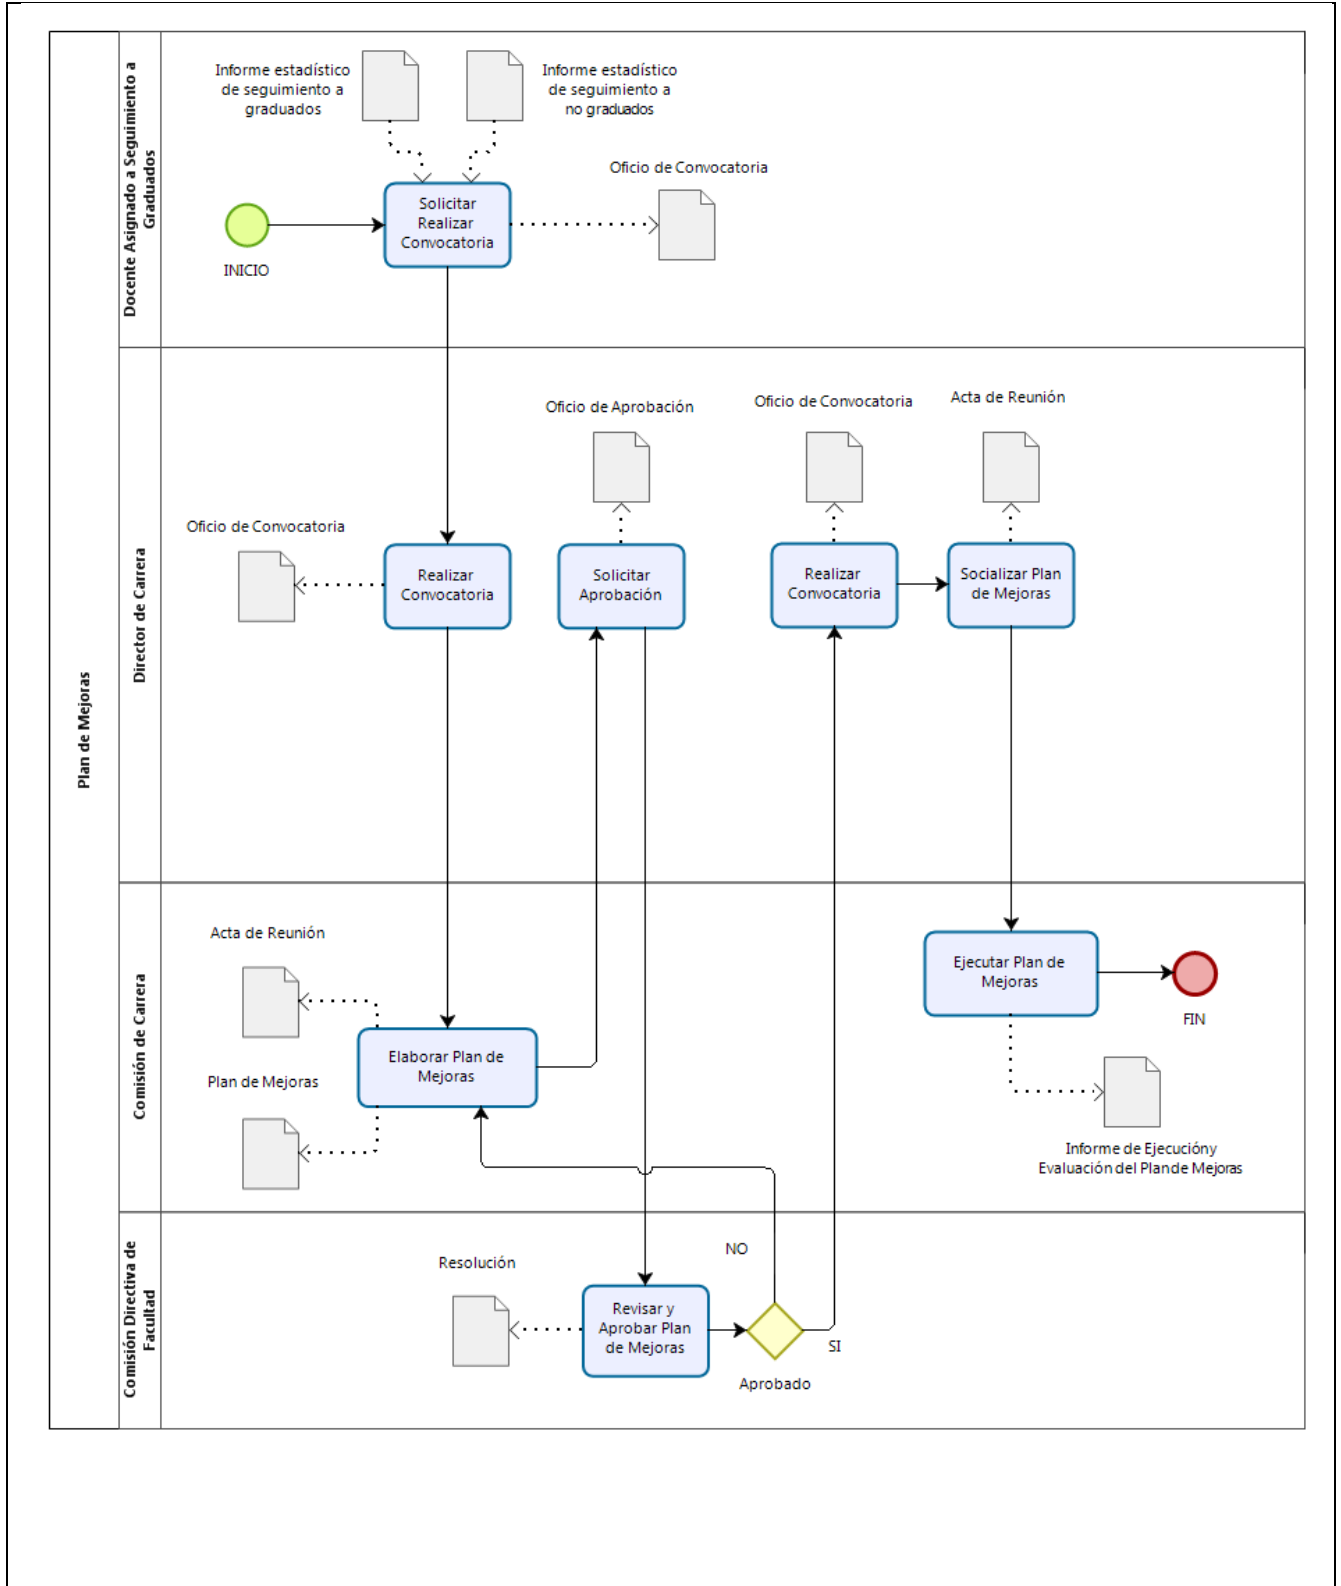 Plan de Mejoras
Docente Asignado a Seguimiento a
Graduados
Informe estadístico
de seguimiento a
graduados
Informe estadístico
de seguimiento a
no graduados
Oficio de Convocatoria
Solicitar
Realizar
Convocatoria
INICIO
Director de Carrera
Oficio de Aprobación
Oficio de Convocatoria
Acta de Reunión
Oficio de Convocatoria
Realizar
Convocatoria
Solicitar
Aprobación
Realizar
Convocatoria
Socializar Plan
de Mejoras
Comisión de Carrera
Acta de Reunión
Ejecutar Plan de
Mejoras
FIN
Elaborar Plan de
Mejoras
Plan de Mejoras
Informe de Ejecucióny
Evaluación del Plan de Mejoras
Comisión Directiva de
Facultad
NO
Resolución
Revisar y
Aprobar Plan
de Mejoras
SI
Aprobado